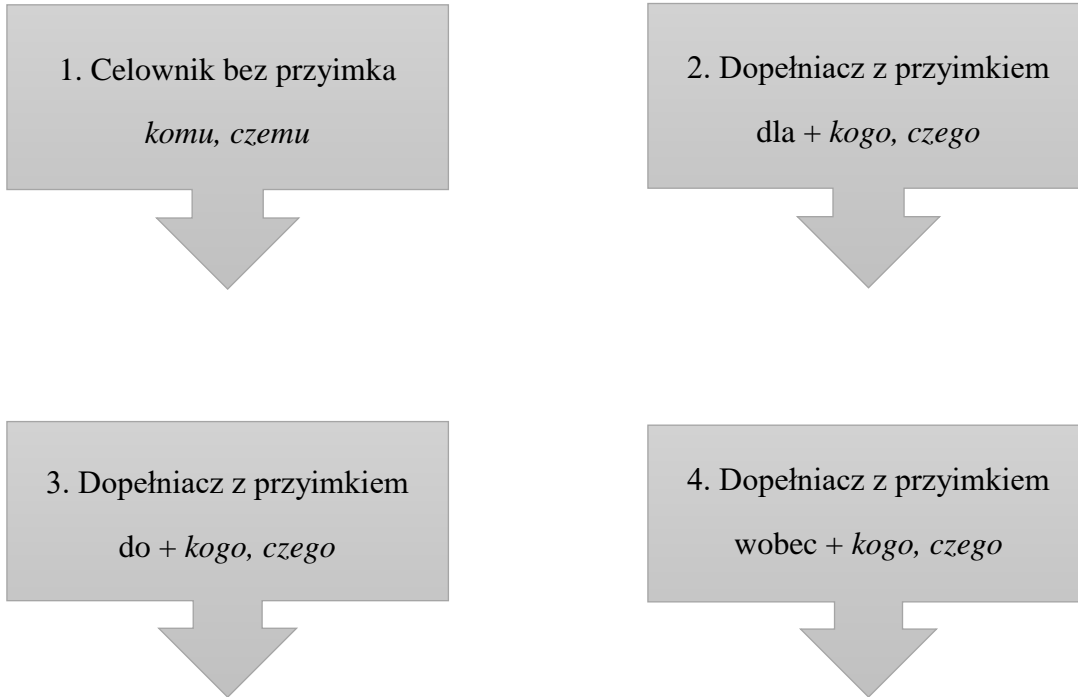 1. Celownik bez przyimka
komu, czemu
2. Dopełniacz z przyimkiem
dla + kogo, czego
3. Dopełniacz z przyimkiem
do + kogo, czego
4. Dopełniacz z przyimkiem
wobec + kogo, czego